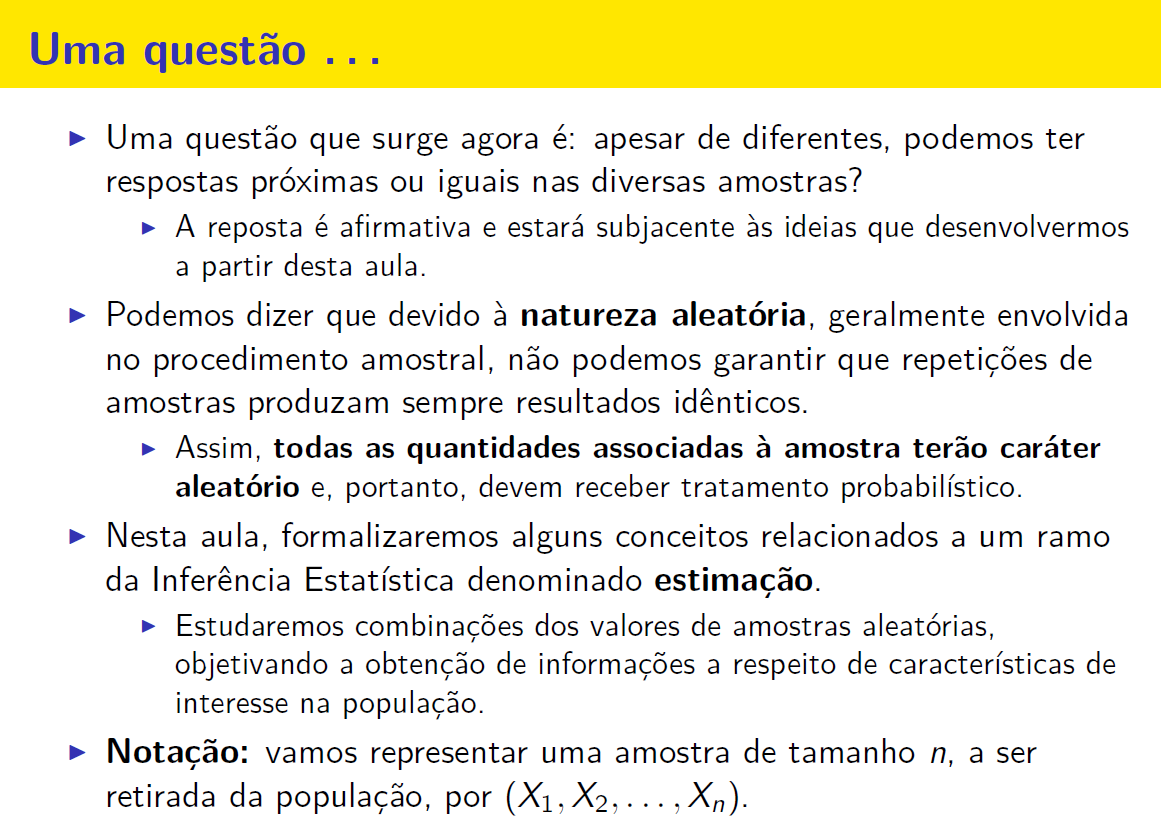 Uma questão . . .
▶ Uma questão que surge agora é: apesar de diferentes, podemos ter
respostas próximas ou iguais nas diversas amostras?
▶ A reposta é afirmativa e estará subjacente às ideias que desenvolvermos
a partir desta aula.
▶ Podemos dizer que devido à natureza aleatória, geralmente envolvida
no procedimento amostral, não podemos garantir que repetições de
amostras produzam sempre resultados idênticos.
▶ Assim, todas as quantidades associadas à amostra terão caráter
aleatório e, portanto, devem receber tratamento probabilístico.
▶ Nesta aula, formalizaremos alguns conceitos relacionados a um ramo
da Inferência Estatística denominado estimação.
▶ Estudaremos combinações dos valores de amostras aleatórias,
objetivando a obtenção de informações a respeito de características de
interesse na população.
▶ Notação: vamos representar uma amostra de tamanho n, a ser
retirada da população, por (X₁, X₂, . . . , Xₙ).